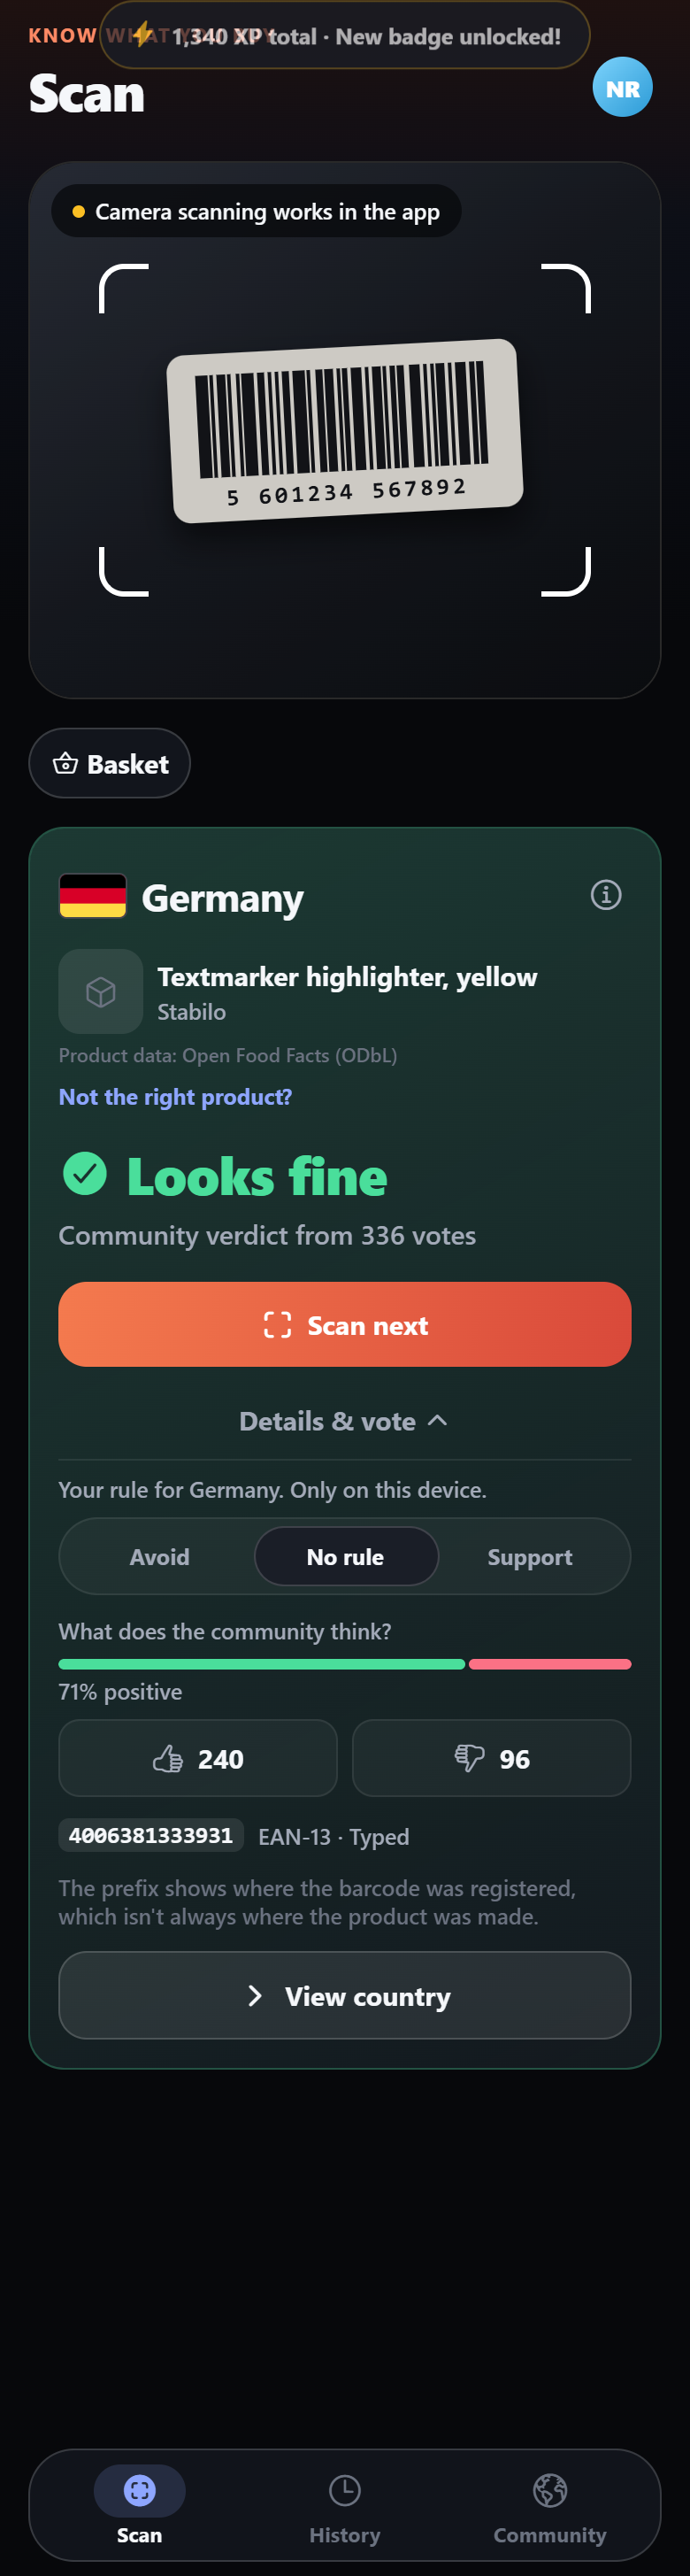 KNOW WHAT YOU BUY
1,340 XP total · New badge unlocked!
Scan
NR
Camera scanning works in the app
5 601234 567892
Basket
Germany
Textmarker highlighter, yellow
Stabilo
Product data: Open Food Facts (ODbL)
Not the right product?
Looks fine
Community verdict from 336 votes
Scan next
Details & vote
Your rule for Germany. Only on this device.
Avoid
No rule
Support
What does the community think?
71% positive
240
96
4006381333931 EAN-13 · Typed
The prefix shows where the barcode was registered,
which isn't always where the product was made.
View country
Scan
History
Community